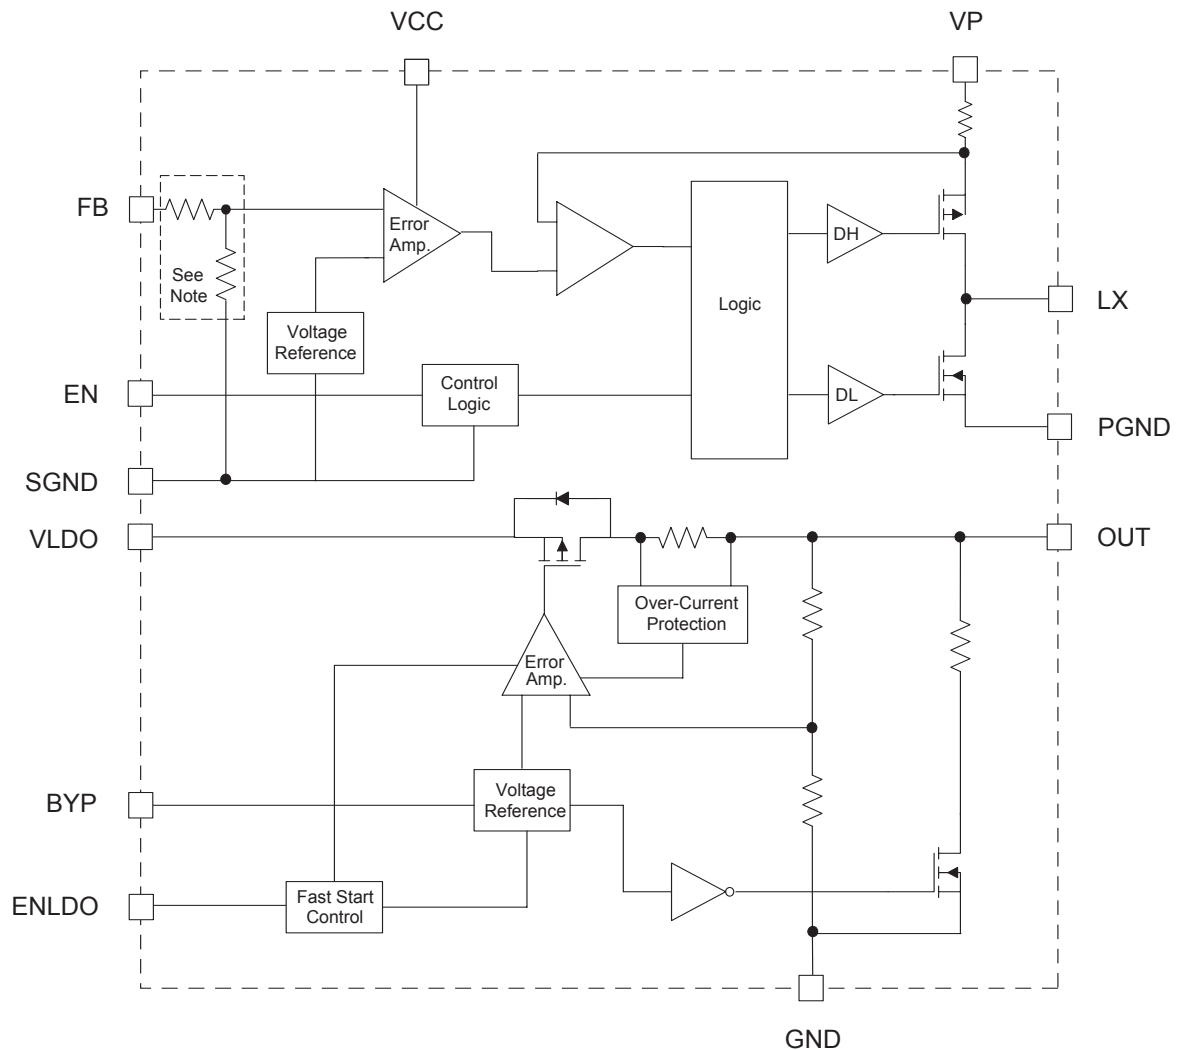 VCC
VP
FB
Error
Amp.
DH
See
Note
Logic
LX
Voltage
Reference
EN
Control
Logic
DL
PGND
SGND
VLDO
OUT
Over-Current
Protection
Error
Amp.
BYP
Voltage
Reference
ENLDO
Fast Start
Control
GND